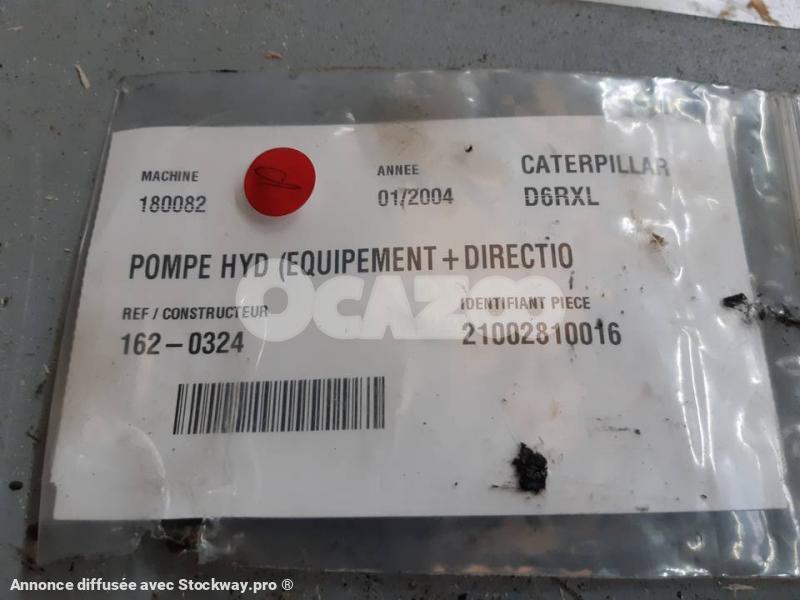 MACHINE
180082
ANNEE
01/2004
CATERPILLAR
D6RXL
POMPE HYD (EQUIPEMENT + DIRECTIO
REF / CONSTRUCTEUR
162-0324
IDENTIFIANT PIECE
21002810016
OCAZOO
Annonce diffusée avec Stockway.pro ®